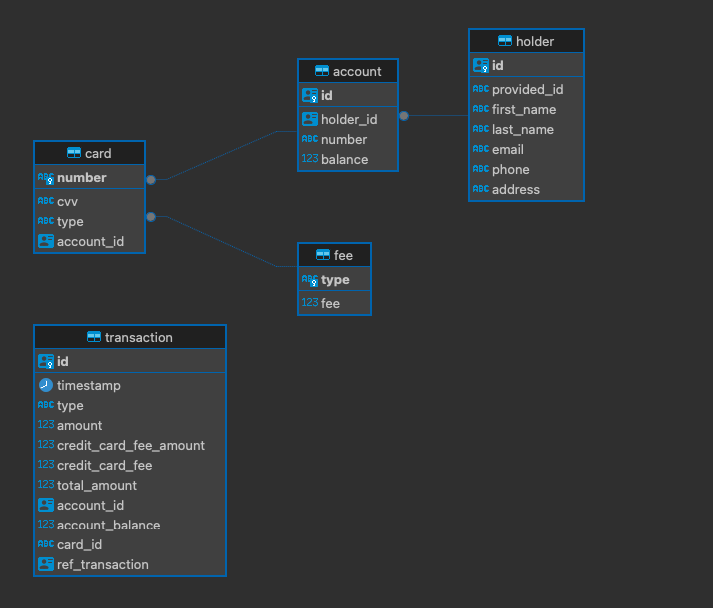 holder
id
ABC provided_id
ABC first_name
ABC last_name
ABC email
ABC phone
ABC address
account
id
holder_id
ABC number
123 balance
card
ABC number
ABC cvv
ABC type
account_id
fee
ABC type
123 fee
transaction
id
timestamp
ABC type
123 amount
123 credit_card_fee_amount
123 credit_card_fee
123 total_amount
account_id
123 account_balance
ABC card_id
ref_transaction